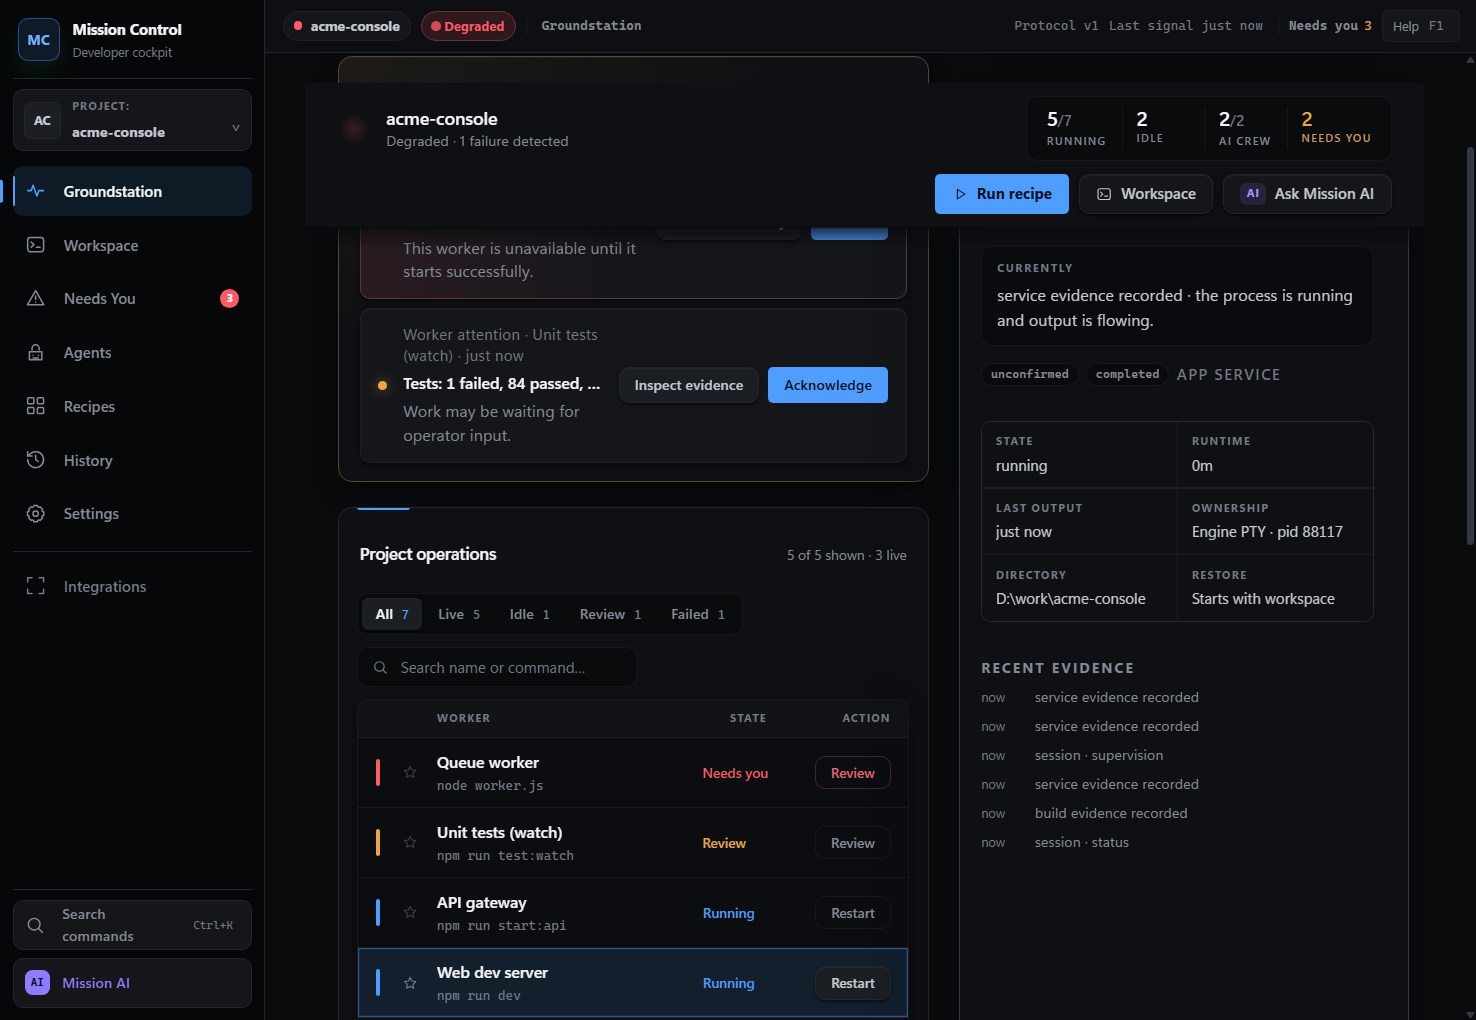 MC
Mission Control
Developer cockpit
AC
PROJECT:
acme-console
Groundstation
Workspace
Needs You
3
Agents
Recipes
History
Settings
Integrations
Search commands
Ctrl+K
AI
Mission AI
acme-console
Degraded
Groundstation
Protocol v1
Last signal just now
Needs you 3
Help F1
acme-console
Degraded · 1 failure detected
5/7
RUNNING
2
IDLE
2/2
AI CREW
2
NEEDS YOU
Run recipe
Workspace
AI
Ask Mission AI
This worker is unavailable until it
starts successfully.
Worker attention · Unit tests
(watch) · just now
Tests: 1 failed, 84 passed, ...
Work may be waiting for
operator input.
Inspect evidence
Acknowledge
Project operations
5 of 5 shown · 3 live
All 7
Live 5
Idle 1
Review 1
Failed 1
Search name or command...
WORKER
STATE
ACTION
Queue worker
node worker.js
Needs you
Review
Unit tests (watch)
npm run test:watch
Review
Review
API gateway
npm run start:api
Running
Restart
Web dev server
npm run dev
Running
Restart
CURRENTLY
service evidence recorded · the process is running
and output is flowing.
unconfirmed
completed
APP SERVICE
STATE
running
RUNTIME
0m
LAST OUTPUT
just now
OWNERSHIP
Engine PTY · pid 88117
DIRECTORY
D:\work\acme-console
RESTORE
Starts with workspace
RECENT EVIDENCE
now service evidence recorded
now service evidence recorded
now session · supervision
now service evidence recorded
now build evidence recorded
now session · status